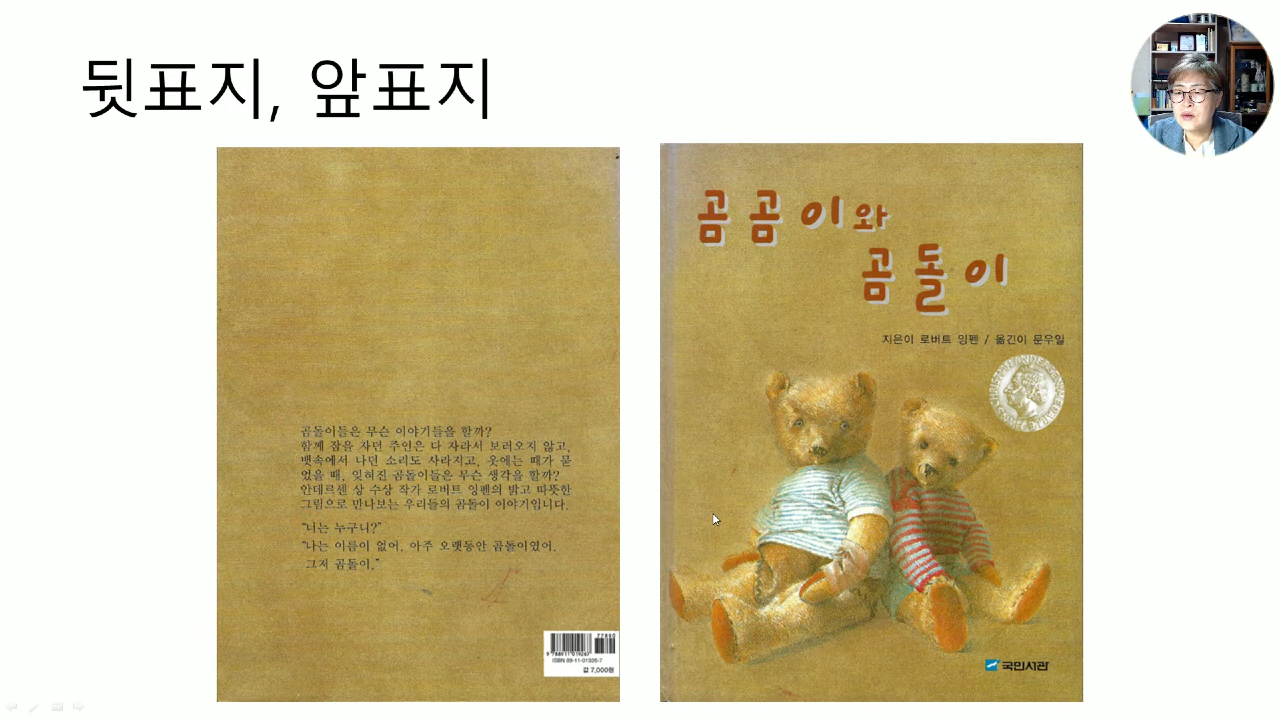 뒷표지, 앞표지
곰돌이들은 무슨 이야기들을 할까?
함께 잠을 자던 주인은 다 자라서 보러오지 않고,
뱃속에서 나던 소리도 사라지고, 옷에는 때가 묻
었을 때, 잊혀진 곰돌이들은 무슨 생각을 할까?
안데르센 상 수상 작가 로버트 잉펜의 밝고 따뜻한
그림으로 만나보는 우리들의 곰돌이 이야기입니다.
“너는 누구니?”
“나는 이름이 없어. 아주 오랫동안 곰돌이였어.
그저 곰돌이.”
77890
9 788911 019267
ISBN 89-11-01926-7
값 7,000원
곰곰이와
곰돌이
지은이 로버트 잉펜 / 옮긴이 문우일
국민서관